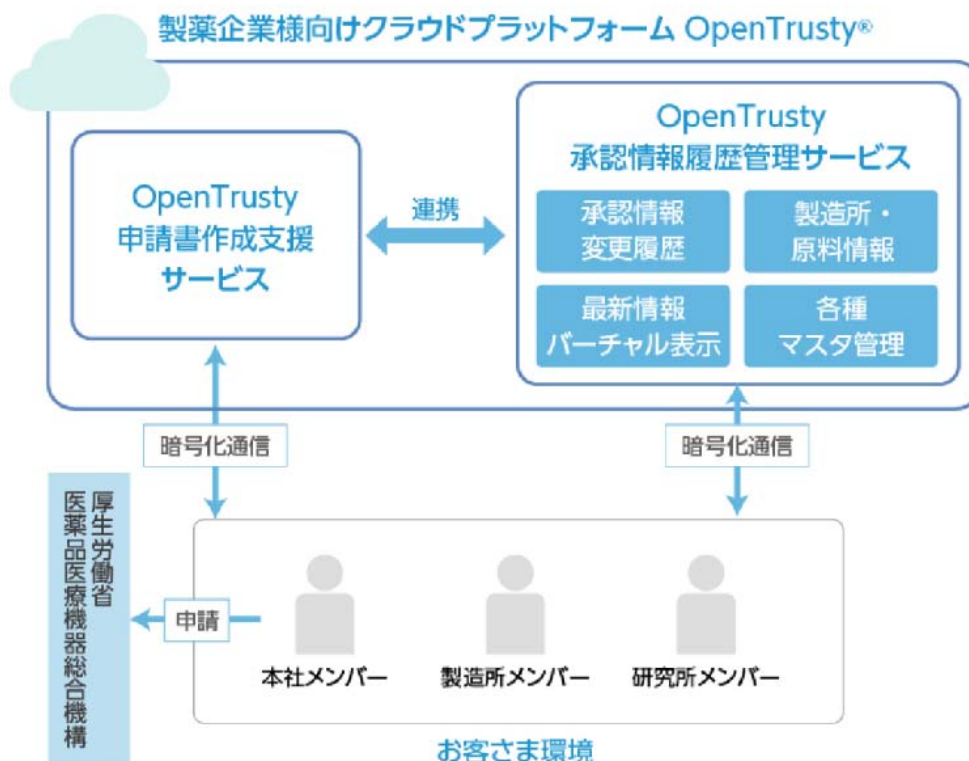 製薬企業様向けクラウドプラットフォーム OpenTrusty®
OpenTrusty
申請書作成支援
サービス
連携
OpenTrusty
承認情報履歴管理サービス
承認情報
変更履歴
製造所・
原料情報
最新情報
バーチャル表示
各種
マスタ管理
暗号化通信
暗号化通信
厚生労働省
医薬品医療機器総合機構
申請
本社メンバー
製造所メンバー
研究所メンバー
お客さま環境